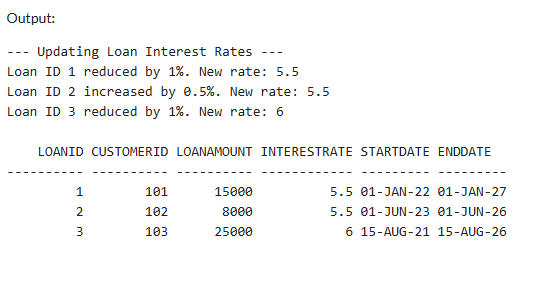 Output:
--- Updating Loan Interest Rates ---
Loan ID 1 reduced by 1%. New rate: 5.5
Loan ID 2 increased by 0.5%. New rate: 5.5
Loan ID 3 reduced by 1%. New rate: 6
LOANID CUSTOMERID LOANAMOUNT INTERESTRATE STARTDATE ENDDATE
---------- ---------- ---------- ------------ --------- ---------
1 101 15000 5.5 01-JAN-22 01-JAN-27
2 102 8000 5.5 01-JUN-23 01-JUN-26
3 103 25000 6 15-AUG-21 15-AUG-26